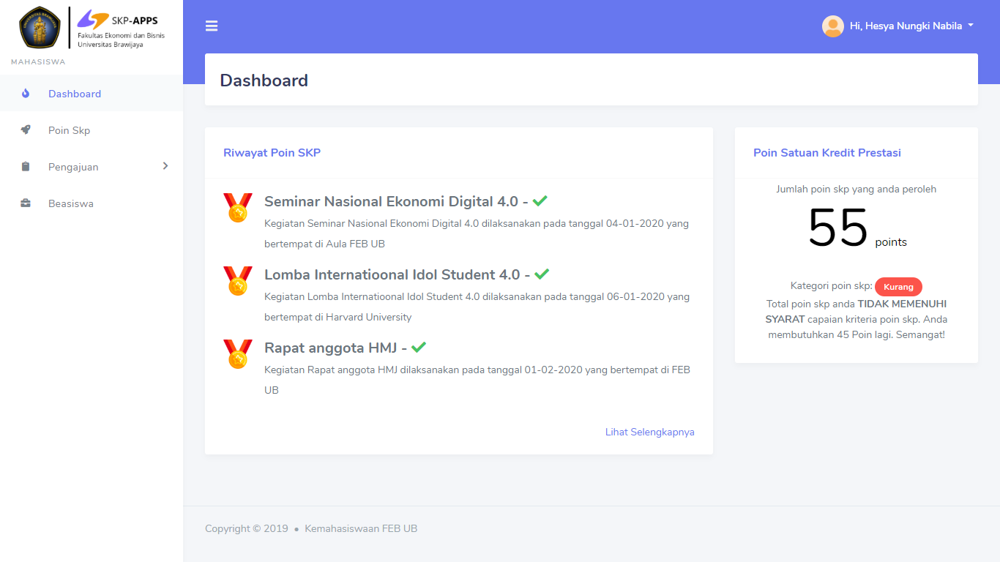 UNIVERSITAS BRAWIJAYA
SKP-APPS
Fakultas Ekonomi dan Bisnis
Universitas Brawijaya
MAHASISWA
Dashboard
Poin Skp
Pengajuan
Beasiswa
Hi, Hesya Nungki Nabila
Dashboard
Riwayat Poin SKP
Seminar Nasional Ekonomi Digital 4.0 -
Kegiatan Seminar Nasional Ekonomi Digital 4.0 dilaksanakan pada tanggal 04-01-2020 yang
bertempat di Aula FEB UB
Lomba Internatioonal Idol Student 4.0 -
Kegiatan Lomba Internatioonal Idol Student 4.0 dilaksanakan pada tanggal 06-01-2020 yang
bertempat di Harvard University
Rapat anggota HMJ -
Kegiatan Rapat anggota HMJ dilaksanakan pada tanggal 01-02-2020 yang bertempat di FEB
UB
Lihat Selengkapnya
Poin Satuan Kredit Prestasi
Jumlah poin skp yang anda peroleh
55 points
Kategori poin skp: Kurang
Total poin skp anda TIDAK MEMENUHI
SYARAT capaian kriteria poin skp. Anda
membutuhkan 45 Poin lagi. Semangat!
Copyright © 2019 • Kemahasiswaan FEB UB